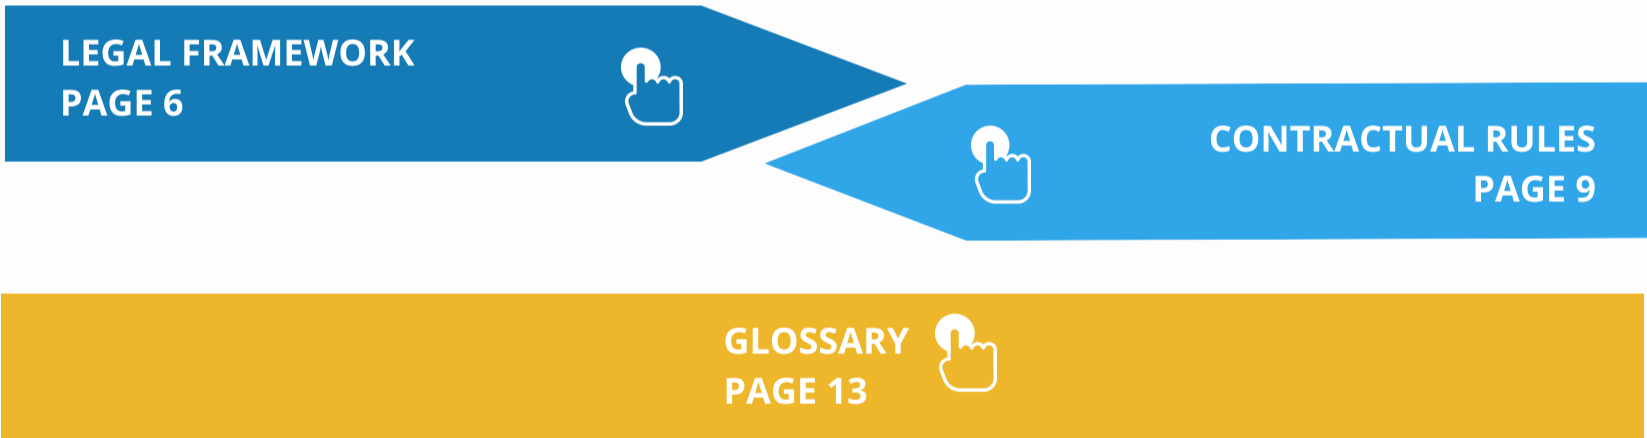 LEGAL FRAMEWORK
PAGE 6
CONTRACTUAL RULES
PAGE 9
GLOSSARY
PAGE 13